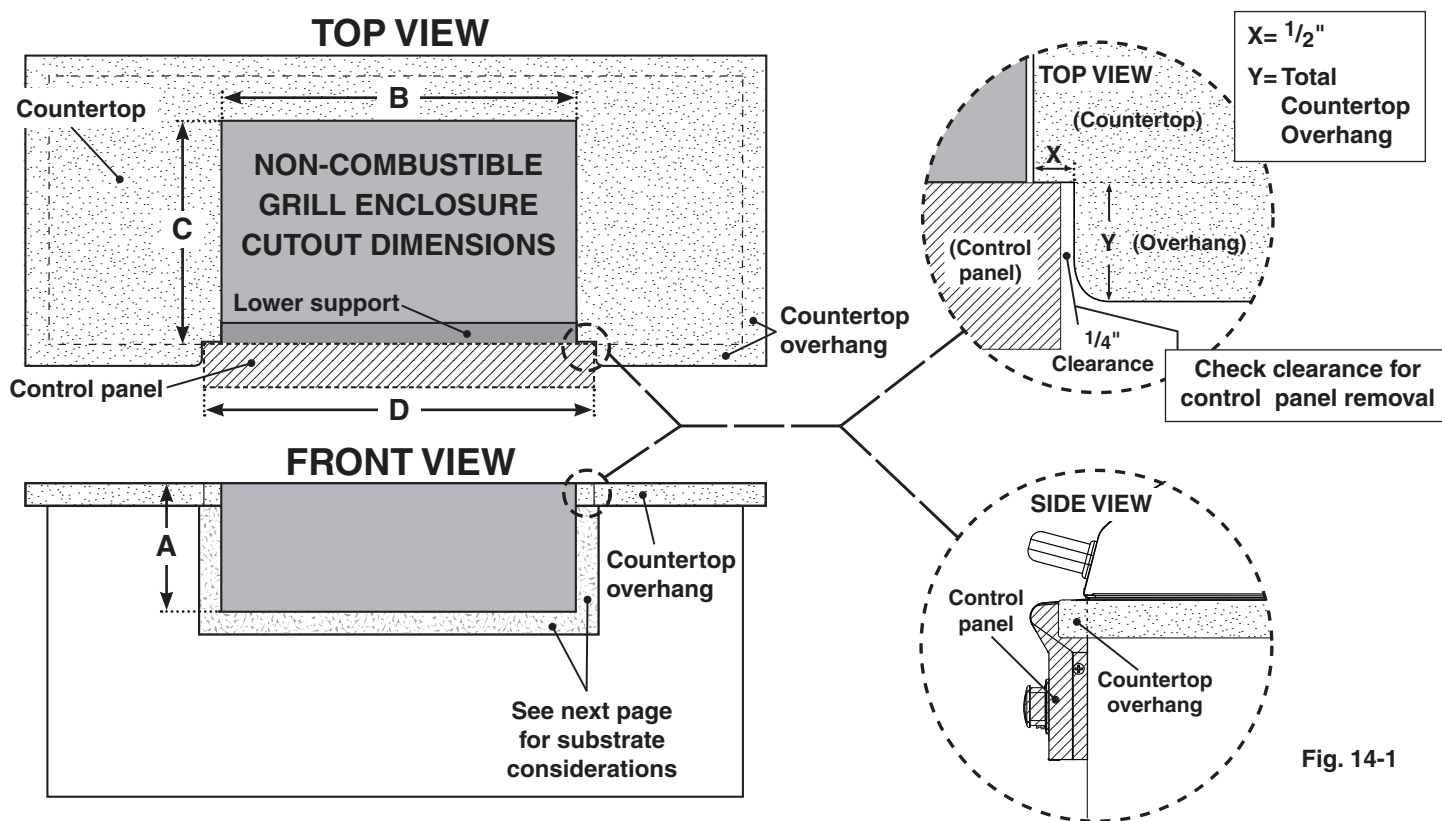 TOP VIEW
Countertop
B
C
NON-COMBUSTIBLE
GRILL ENCLOSURE
CUTOUT DIMENSIONS
Lower support
Countertop
overhang
Control panel
D
TOP VIEW
(Countertop)
X
X= 1/2"
Y= Total
Countertop
Overhang
(Control
panel)
Y (Overhang)
1/4"
Clearance
Check clearance for
control panel removal
FRONT VIEW
A
Countertop
overhang
See next page
for substrate
considerations
SIDE VIEW
Control
panel
Countertop
overhang
Fig. 14-1